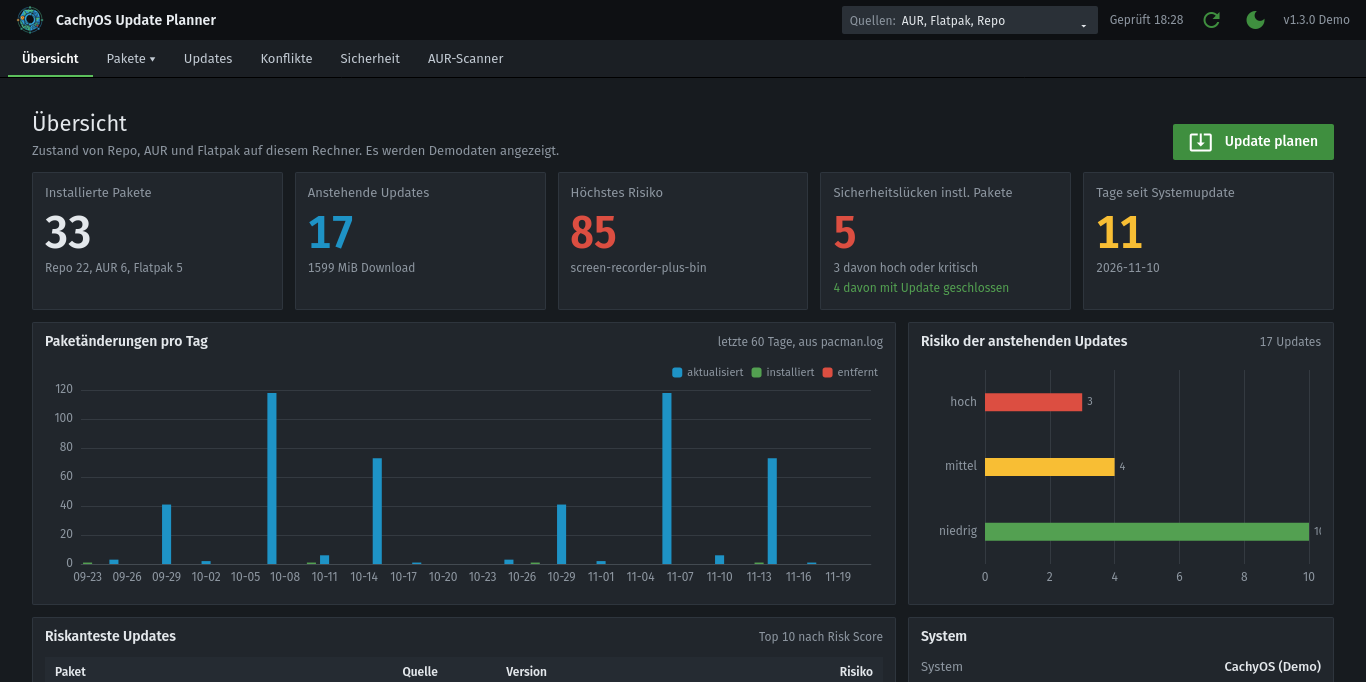 CachyOS Update Planner
Quellen: AUR, Flatpak, Repo
Geprüft 18:28
v1.3.0 Demo
Übersicht
Pakete
Updates
Konflikte
Sicherheit
AUR-Scanner
Übersicht
Zustand von Repo, AUR und Flatpak auf diesem Rechner. Es werden Demodaten angezeigt.
Update planen
Installierte Pakete
33
Repo 22, AUR 6, Flatpak 5
Anstehende Updates
17
1599 MiB Download
Höchstes Risiko
85
screen-recorder-plus-bin
Sicherheitslücken instl. Pakete
5
3 davon hoch oder kritisch
4 davon mit Update geschlossen
Tage seit Systemupdate
11
2026-11-10
Paketänderungen pro Tag
letzte 60 Tage, aus pacman.log
aktualisiert installiert entfernt
120
100
80
60
40
20
0
09-23 09-26 09-29 10-02 10-05 10-08 10-11 10-14 10-17 10-20 10-23 10-26 10-29 11-01 11-04 11-07 11-10 11-13 11-16 11-19
Risiko der anstehenden Updates
17 Updates
hoch 3
mittel 4
niedrig
0 2 4 6 8 10
Riskanteste Updates
Top 10 nach Risk Score
Paket Quelle Version Risiko
System
System CachyOS (Demo)